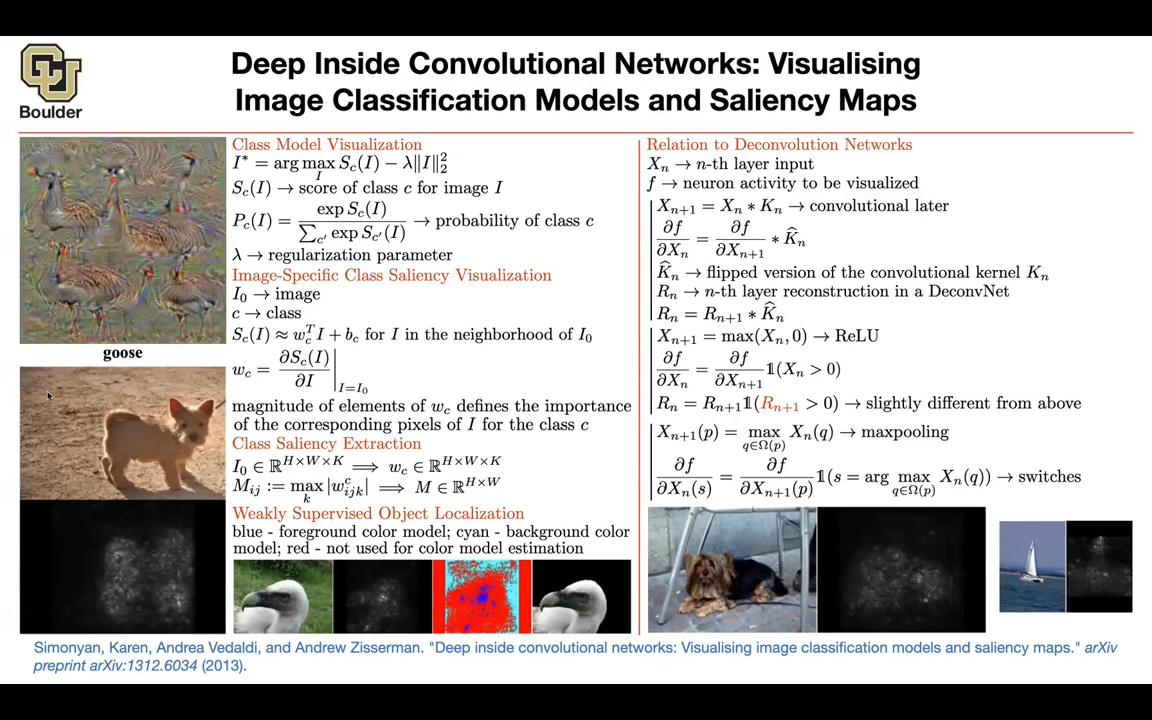 Boulder
Deep Inside Convolutional Networks: Visualising
Image Classification Models and Saliency Maps
goose
Class Model Visualization
I* = arg max_I S_c(I) − λ‖I‖₂²
S_c(I) → score of class c for image I
P_c(I) = exp S_c(I) / ∑_c′ exp S_c′(I) → probability of class c
λ → regularization parameter
Image-Specific Class Saliency Visualization
I₀ → image
c → class
S_c(I) ≈ w_c^T I + b_c for I in the neighborhood of I₀
w_c = ∂S_c(I)/∂I |_{I=I₀}
magnitude of elements of w_c defines the importance
of the corresponding pixels of I for the class c
Class Saliency Extraction
I₀ ∈ ℝ^{H×W×K} ⟹ w_c ∈ ℝ^{H×W×K}
M_ij := max_k |w^c_ijk| ⟹ M ∈ ℝ^{H×W}
Weakly Supervised Object Localization
blue - foreground color model; cyan - background color
model; red - not used for color model estimation
Relation to Deconvolution Networks
X_n → n-th layer input
f → neuron activity to be visualized
X_{n+1} = X_n * K_n → convolutional later
∂f/∂X_n = ∂f/∂X_{n+1} * K̂_n
K̂_n → flipped version of the convolutional kernel K_n
R_n → n-th layer reconstruction in a DeconvNet
R_n = R_{n+1} * K̂_n
X_{n+1} = max(X_n, 0) → ReLU
∂f/∂X_n = ∂f/∂X_{n+1} 𝟙(X_n > 0)
R_n = R_{n+1}𝟙(R_{n+1} > 0) → slightly different from above
X_{n+1}(p) = max_{q∈Ω(p)} X_n(q) → maxpooling
∂f/∂X_n(s) = ∂f/∂X_{n+1}(p) 𝟙(s = arg max_{q∈Ω(p)} X_n(q)) → switches
Simonyan, Karen, Andrea Vedaldi, and Andrew Zisserman. "Deep inside convolutional networks: Visualising image classification models and saliency maps." arXiv
preprint arXiv:1312.6034 (2013).